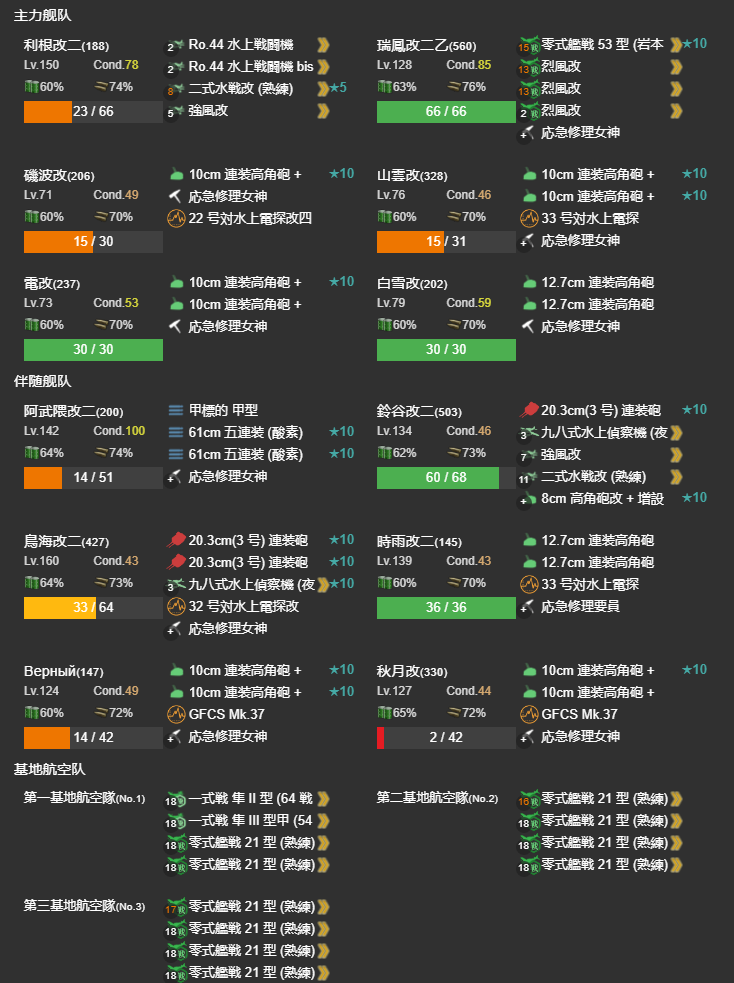 主力舰队
利根改二(188)
Lv.150 Cond.78
60% 74%
23 / 66
2 Ro.44 水上戦闘機
2 Ro.44 水上戦闘機 bis
8 二式水戦改 (熟練) ★5
5 強風改
瑞鳳改二乙(560)
Lv.128 Cond.85
63% 76%
66 / 66
15 零式艦戦 53 型 (岩本 ★10
13 烈風改
13 烈風改
2 烈風改
応急修理女神
磯波改(206)
Lv.71 Cond.49
60% 70%
15 / 30
10cm 連装高角砲 + ★10
応急修理女神
22 号対水上電探改四
山雲改(328)
Lv.76 Cond.46
60% 70%
15 / 31
10cm 連装高角砲 + ★10
10cm 連装高角砲 + ★10
33 号対水上電探
応急修理女神
電改(237)
Lv.73 Cond.53
60% 70%
30 / 30
10cm 連装高角砲 + ★10
10cm 連装高角砲 +
応急修理女神
白雪改(202)
Lv.79 Cond.59
60% 70%
30 / 30
12.7cm 連装高角砲
12.7cm 連装高角砲
応急修理女神
伴随舰队
阿武隈改二(200)
Lv.142 Cond.100
64% 74%
14 / 51
甲標的 甲型
61cm 五連装 (酸素) ★10
61cm 五連装 (酸素) ★10
応急修理女神
鈴谷改二(503)
Lv.134 Cond.46
62% 73%
60 / 68
20.3cm(3 号) 連装砲 ★10
3 九八式水上偵察機 (夜
7 強風改
11 二式水戦改 (熟練)
8cm 高角砲改 + 増設 ★10
鳥海改二(427)
Lv.160 Cond.43
64% 73%
33 / 64
20.3cm(3 号) 連装砲 ★10
20.3cm(3 号) 連装砲 ★10
3 九八式水上偵察機 (夜 ★10
32 号対水上電探改
応急修理女神
時雨改二(145)
Lv.139 Cond.43
60% 70%
36 / 36
12.7cm 連装高角砲
12.7cm 連装高角砲
33 号対水上電探
応急修理要員
Верный(147)
Lv.124 Cond.49
60% 72%
14 / 42
10cm 連装高角砲 + ★10
10cm 連装高角砲 + ★10
GFCS Mk.37
応急修理女神
秋月改(330)
Lv.127 Cond.44
65% 72%
2 / 42
10cm 連装高角砲 + ★10
10cm 連装高角砲 +
GFCS Mk.37
応急修理女神
基地航空队
第一基地航空隊(No.1)
18 一式戦 隼 II 型 (64 戦
18 一式戦 隼 III 型甲 (54
18 零式艦戦 21 型 (熟練)
18 零式艦戦 21 型 (熟練)
第二基地航空隊(No.2)
16 零式艦戦 21 型 (熟練)
18 零式艦戦 21 型 (熟練)
18 零式艦戦 21 型 (熟練)
18 零式艦戦 21 型 (熟練)
第三基地航空隊(No.3)
17 零式艦戦 21 型 (熟練)
18 零式艦戦 21 型 (熟練)
18 零式艦戦 21 型 (熟練)
18 零式艦戦 21 型 (熟練)